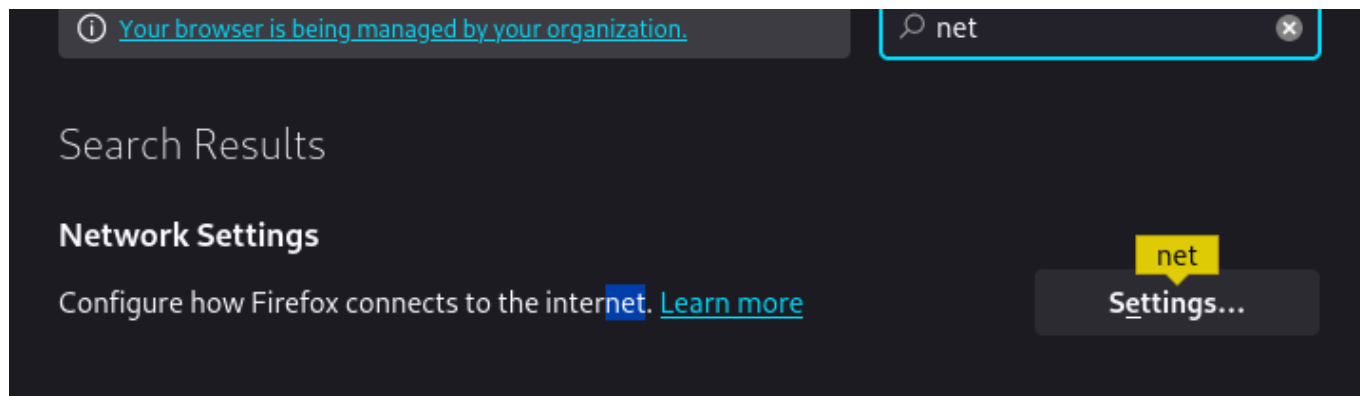 Your browser is being managed by your organization.
net
Search Results
Network Settings
net
Configure how Firefox connects to the internet. Learn more
Settings...